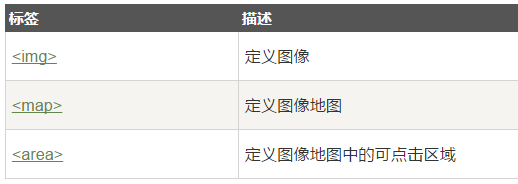 标签 描述
<img> 定义图像
<map> 定义图像地图
<area> 定义图像地图中的可点击区域